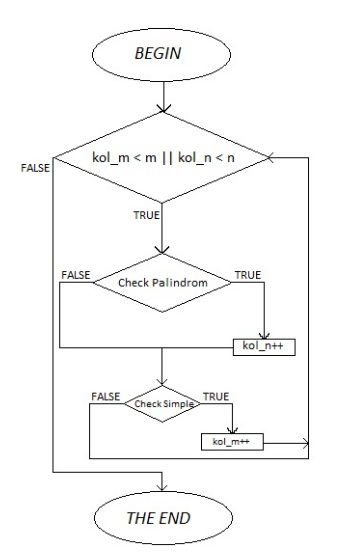 BEGIN
kol_m < m || kol_n < n
FALSE
TRUE
Check Palindrom
FALSE
TRUE
kol_n++
Check Simple
FALSE
TRUE
kol_m++
THE END